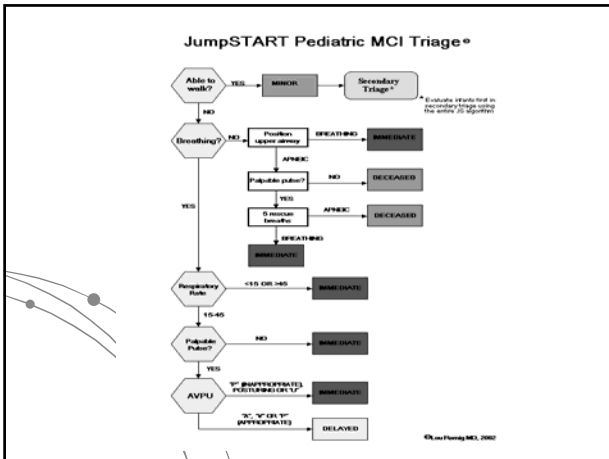 JumpSTART Pediatric MCI Triage©
Able to
walk?
YES
MINOR
Secondary
Triage*
* Evaluate infants first in
secondary triage using
the entire JS algorithm
NO
Breathing?
NO
Position
upper airway
BREATHING
IMMEDIATE
APNEIC
Palpable pulse?
NO
DECEASED
YES
YES
5 rescue
breaths
APNEIC
DECEASED
BREATHING
IMMEDIATE
Respiratory
Rate
<15 OR >45
IMMEDIATE
15-45
Palpable
Pulse?
NO
IMMEDIATE
YES
AVPU
"P" (INAPPROPRIATE),
POSTURING OR "U"
IMMEDIATE
"A", "V" OR "P"
(APPROPRIATE)
DELAYED
©Lou Romig MD, 2002